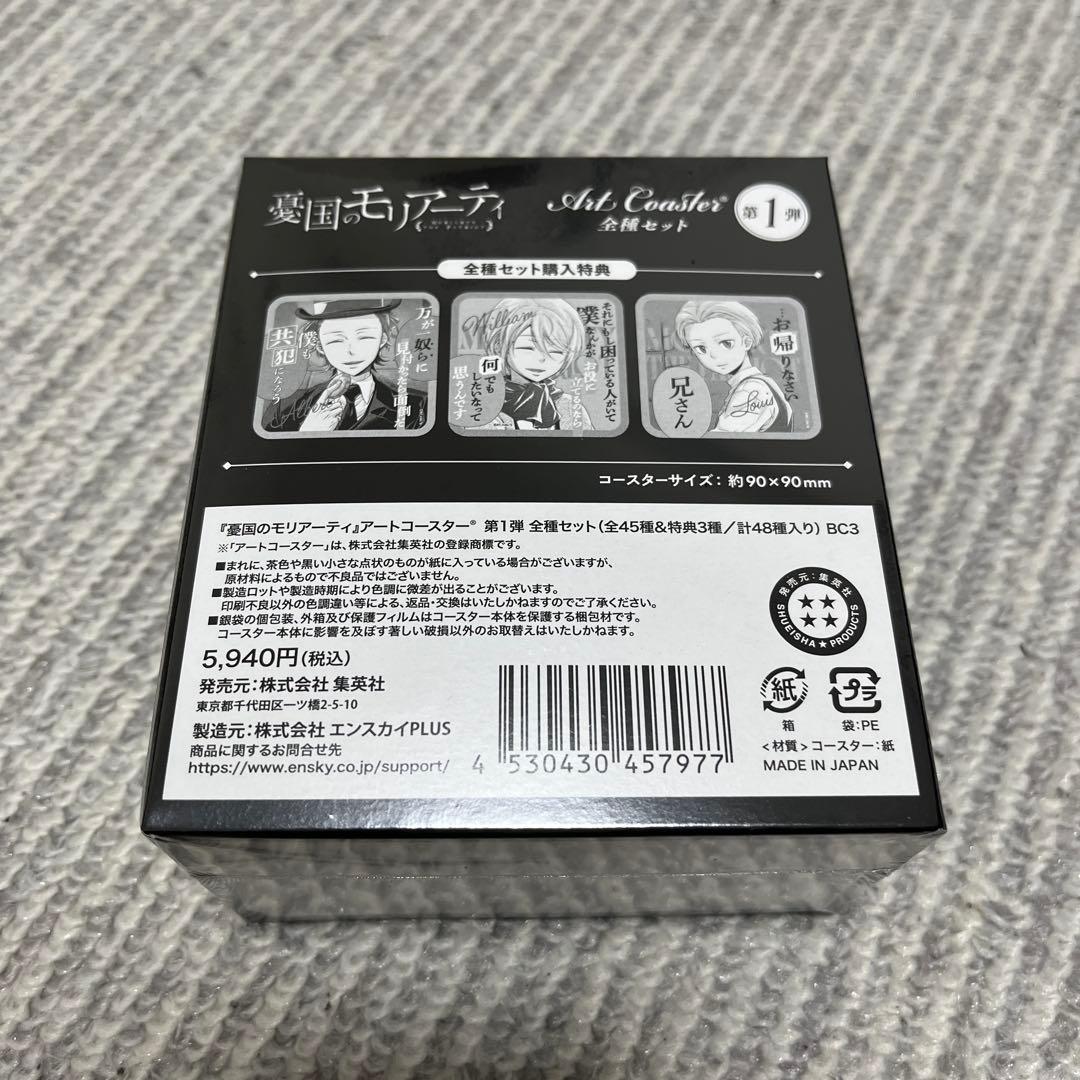 憂国のモリアーティ
MORIARTY THE PATRIOT
Art Coaster®
全種セット
第1弾
全種セット購入特典
万が一奴らに
見付かったら面倒だ
僕らも
共犯になろう
Albert
William
それにもし困っている人がいて
僕なんかがお役に
立てるのなら
何でも
したいなって
思うんです
…お帰りなさい
兄さん
Louis
コースターサイズ：約90×90mm
『憂国のモリアーティ』アートコースター® 第1弾 全種セット（全45種&特典3種／計48種入り） BC3
※「アートコースター」は、株式会社集英社の登録商標です。
■まれに、茶色や黒い小さな点状のものが紙に入っている場合がございますが、
原材料によるもので不良品ではございません。
■製造ロットや製造時期により色調に微差が出ることがございます。
印刷不良以外の色調違い等による、返品・交換はいたしかねますのでご了承ください。
■銀袋の個包装、外箱及び保護フィルムはコースター本体を保護する梱包材です。
コースター本体に影響を及ぼす著しい破損以外のお取替えはいたしかねます。
5,940円（税込）
発売元：株式会社 集英社
東京都千代田区一ツ橋2-5-10
製造元：株式会社 エンスカイPLUS
商品に関するお問合せ先
https://www.ensky.co.jp/support/
4 530430 457977
発売元：集英社
SHUEISHA★PRODUCTS
紙
箱
プラ
袋：PE
＜材質＞コースター：紙
MADE IN JAPAN